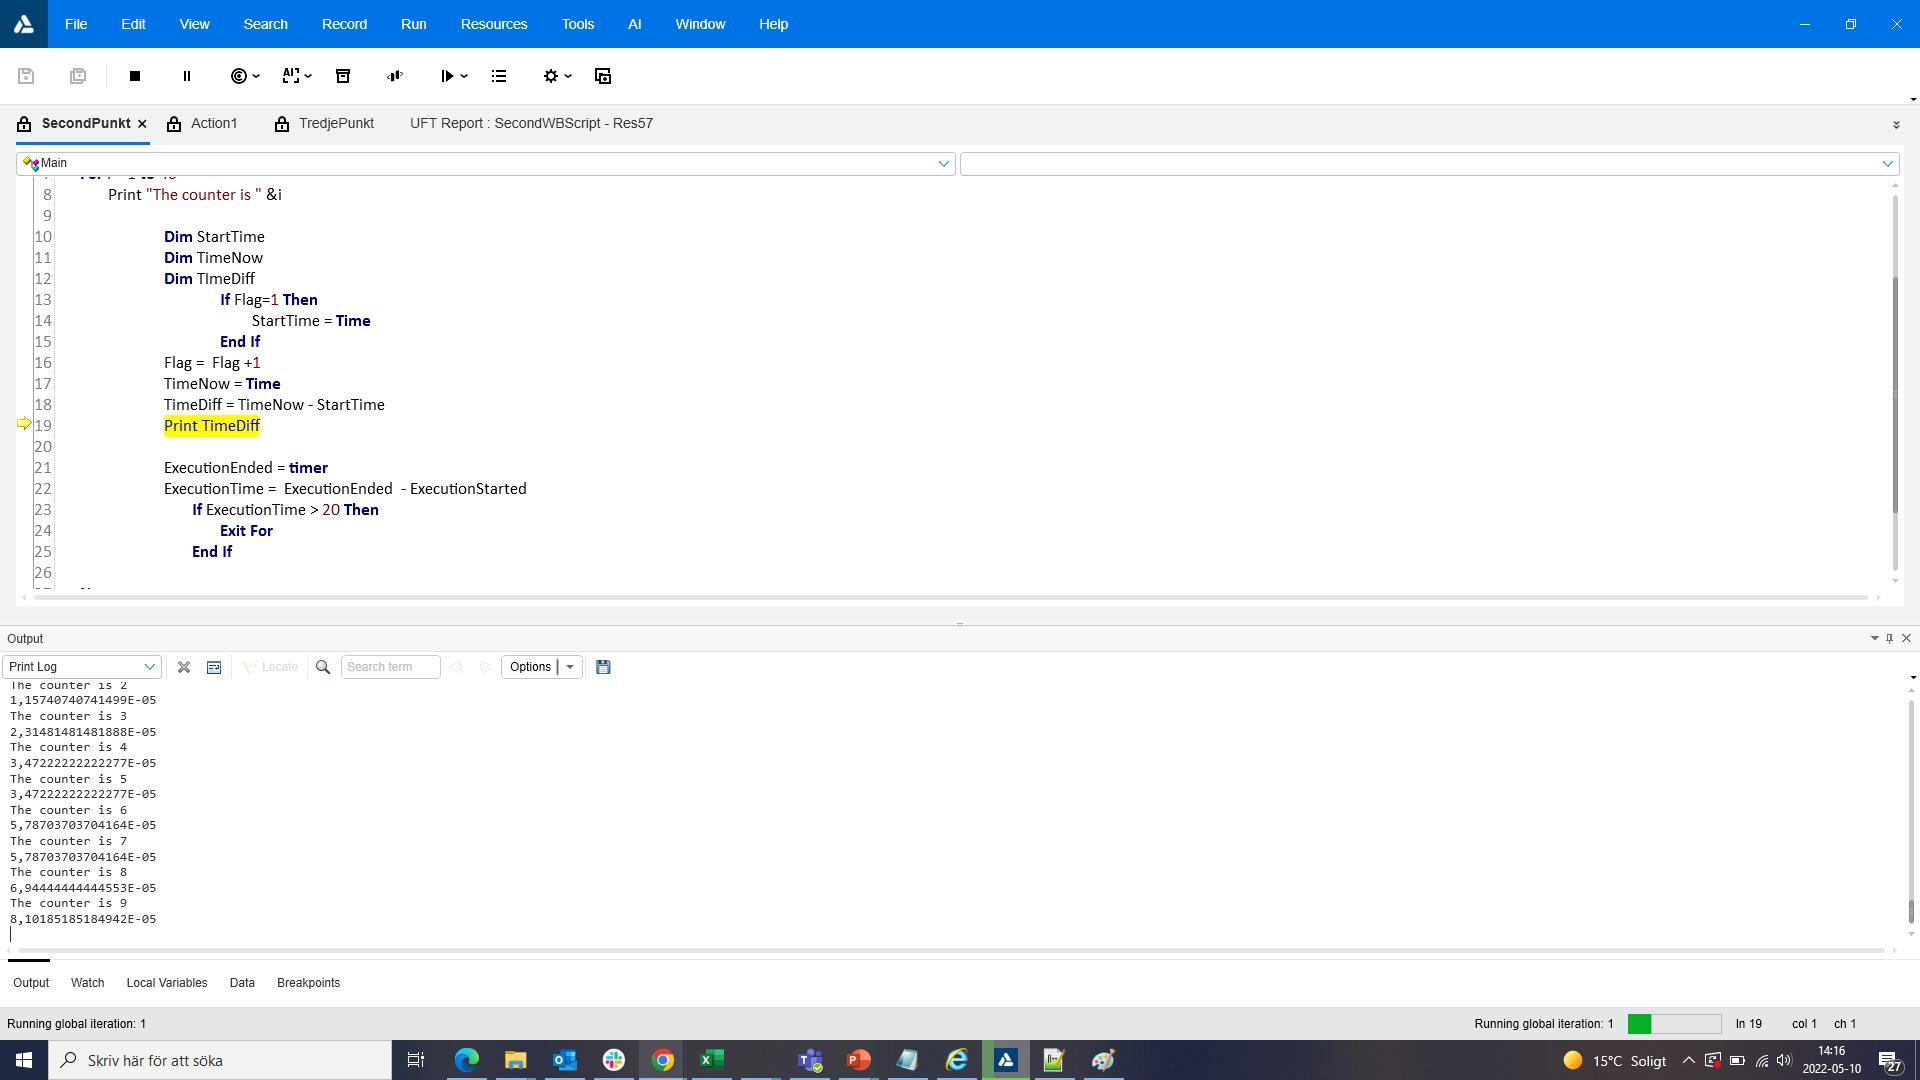 File Edit View Search Record Run Resources Tools AI Window Help
SecondPunkt Action1 TredjePunkt UFT Report : SecondWBScript - Res57
Main
8 Print "The counter is " &i
9
10 Dim StartTime
11 Dim TimeNow
12 Dim TImeDiff
13 If Flag=1 Then
14 StartTime = Time
15 End If
16 Flag =  Flag +1
17 TimeNow = Time
18 TimeDiff = TimeNow - StartTime
19 Print TimeDiff
20
21 ExecutionEnded = timer
22 ExecutionTime =  ExecutionEnded  - ExecutionStarted
23 If ExecutionTime > 20 Then
24 Exit For
25 End If
26
Output
Print Log Locate Search term Options
The counter is 2
1,15740740741499E-05
The counter is 3
2,31481481481888E-05
The counter is 4
3,47222222222277E-05
The counter is 5
3,47222222222277E-05
The counter is 6
5,78703703704164E-05
The counter is 7
5,78703703704164E-05
The counter is 8
6,94444444444553E-05
The counter is 9
8,10185185184942E-05
Output Watch Local Variables Data Breakpoints
Running global iteration: 1 Running global iteration: 1 ln 19 col 1 ch 1
Skriv här för att söka 15°C Soligt 14:16
2022-05-10 27